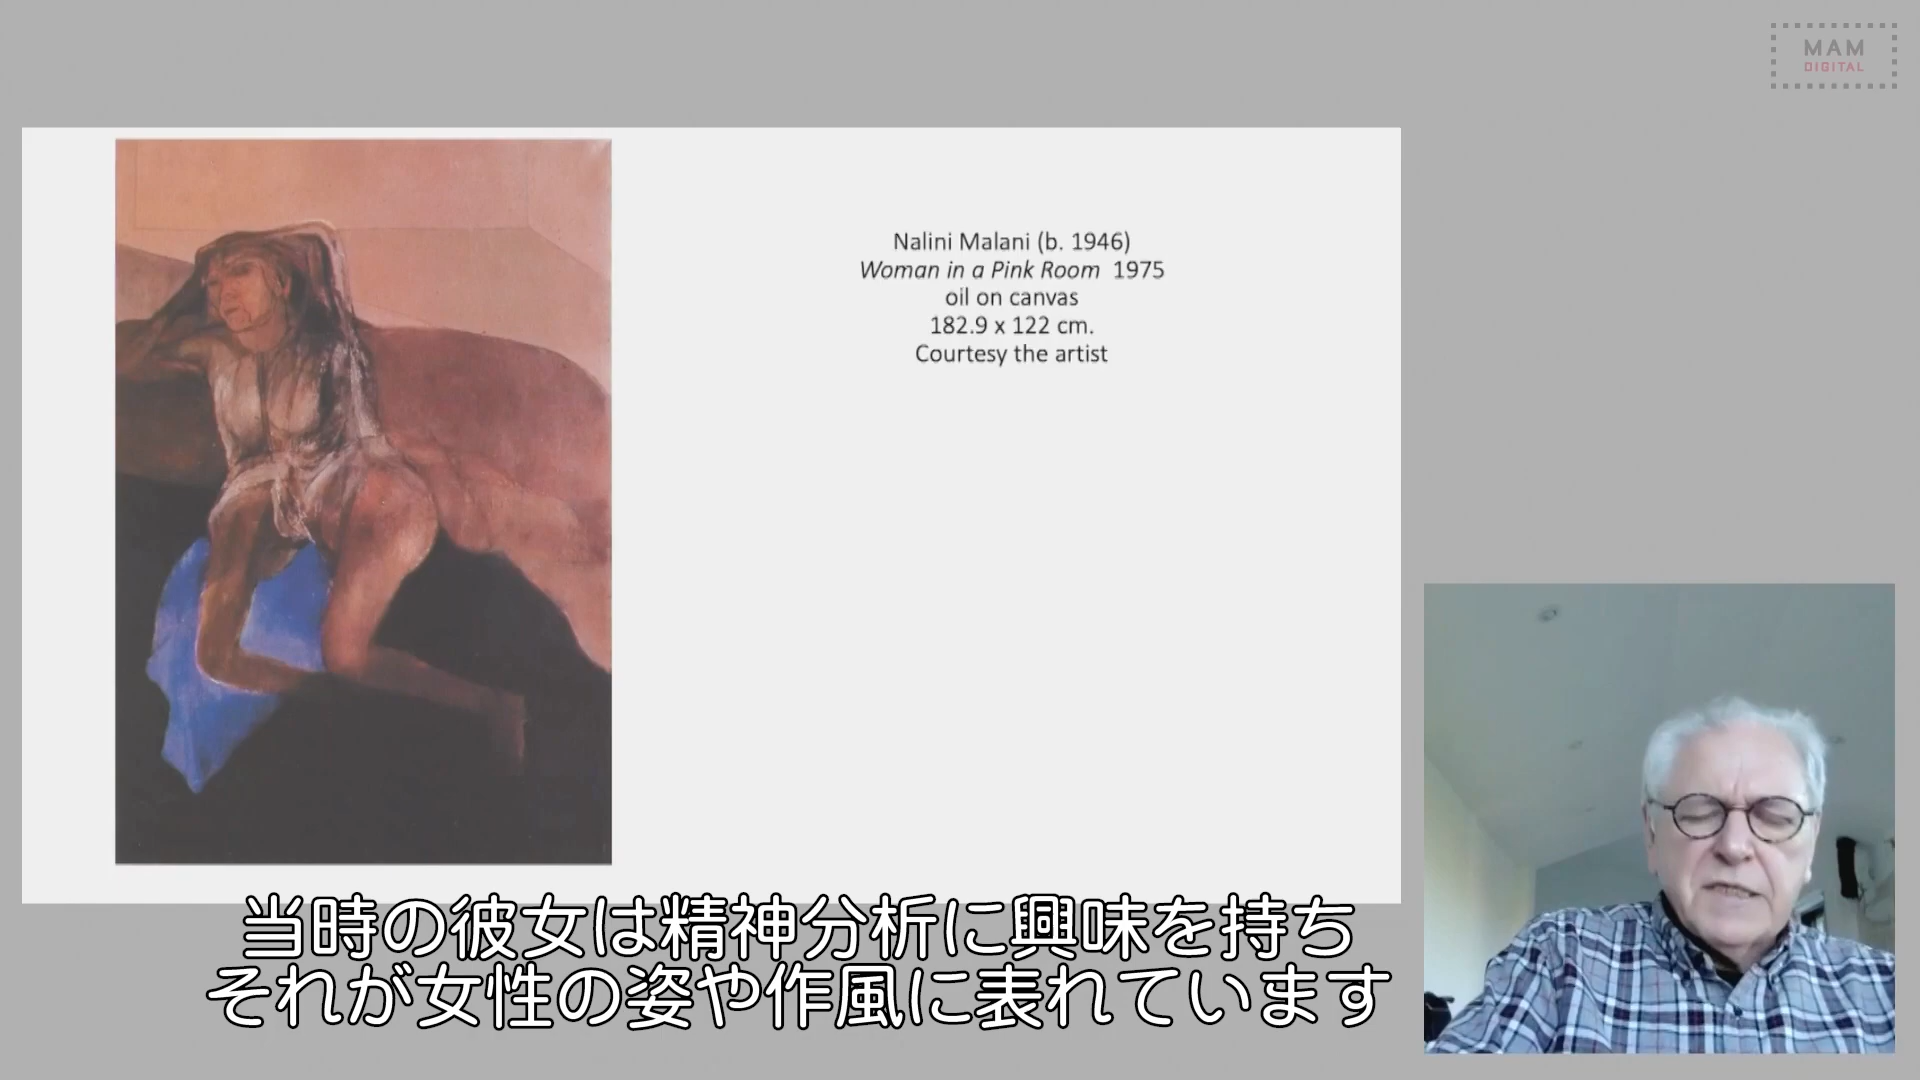 MAM
DIGITAL
Nalini Malani (b. 1946)
Woman in a Pink Room 1975
oil on canvas
182.9 x 122 cm.
Courtesy the artist
当時の彼女は精神分析に興味を持ち
それが女性の姿や作風に表れています